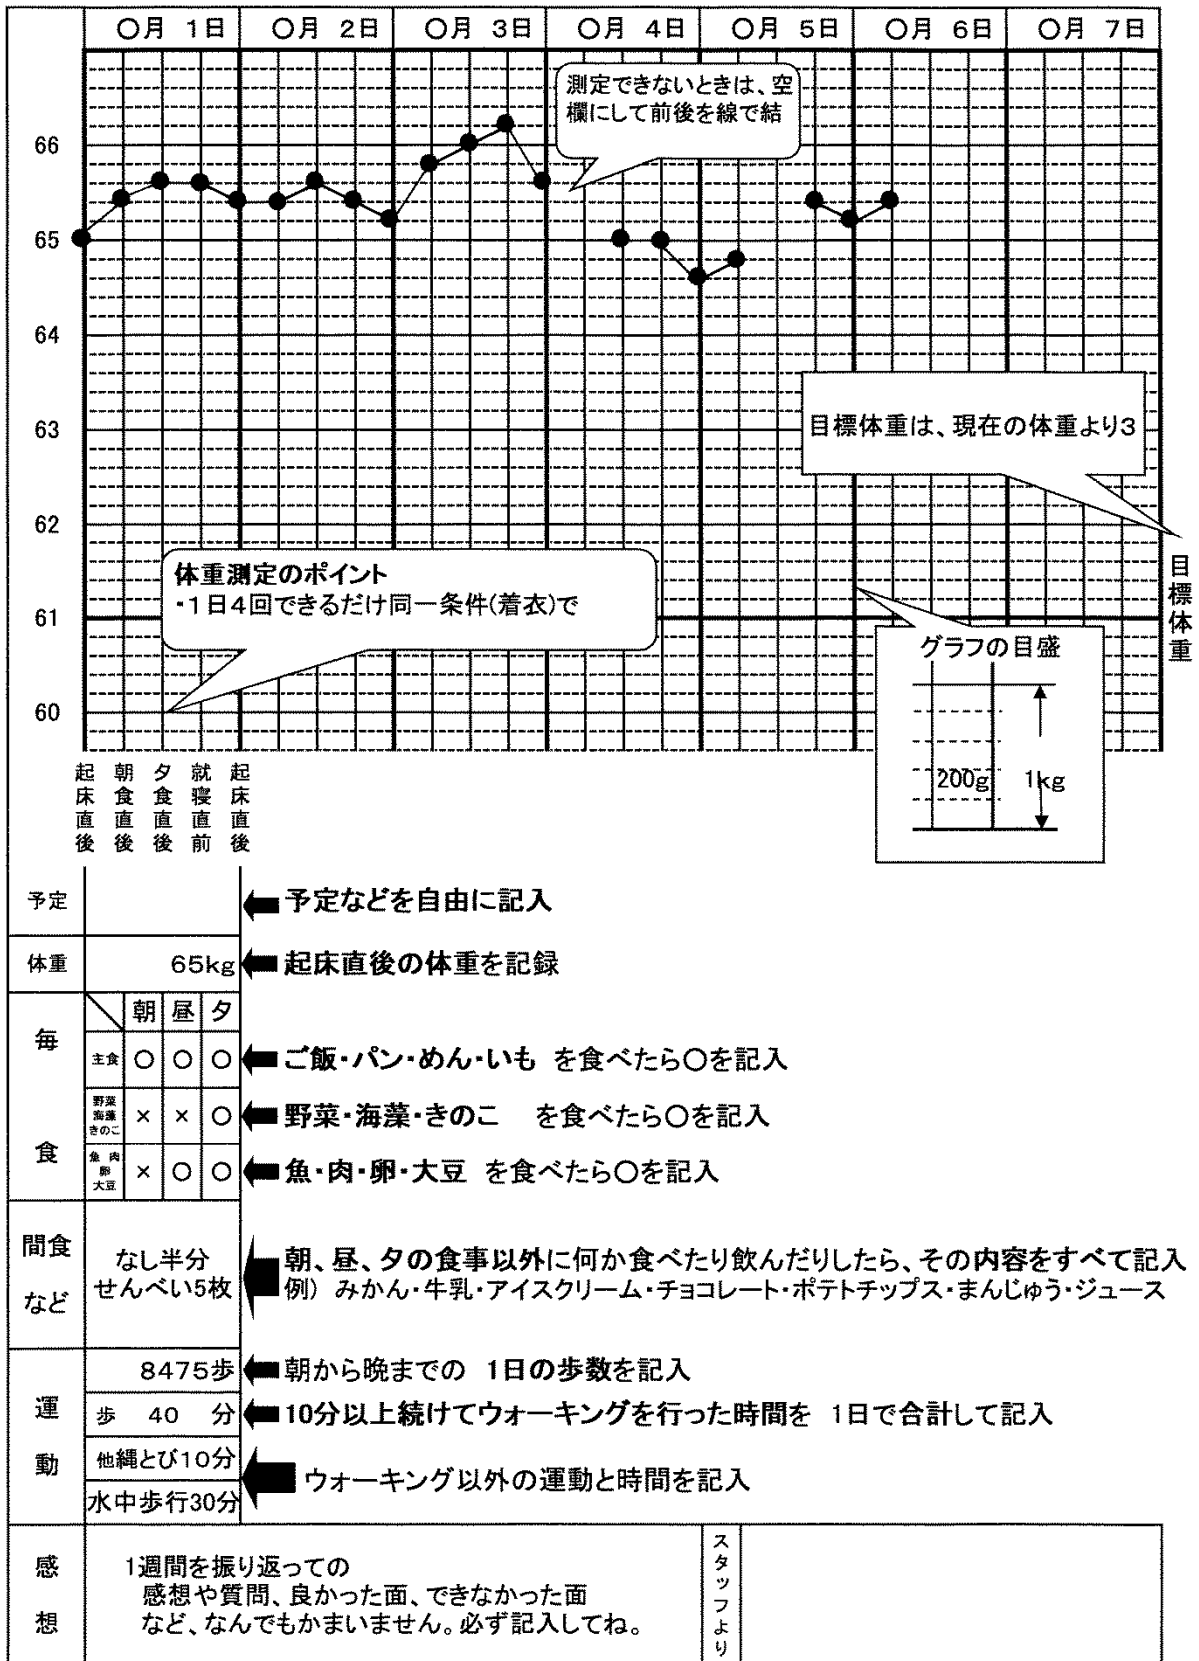 〇月 1日 〇月 2日 〇月 3日 〇月 4日 〇月 5日 〇月 6日 〇月 7日
測定できないときは、空
欄にして前後を線で結
66
65
64
63
62
61
60
目標体重は、現在の体重より3
目標体重
体重測定のポイント
・1日4回できるだけ同一条件(着衣)で
グラフの目盛
200g 1kg
起床直後 朝食直後 夕食直後 就寝直前 起床直後
予定 予定などを自由に記入
体重 65kg 起床直後の体重を記録
毎食
朝 昼 夕
主食 〇 〇 〇 ご飯・パン・めん・いも を食べたら〇を記入
野菜
海藻
きのこ
× × 〇 野菜・海藻・きのこ を食べたら〇を記入
魚 肉
卵
大豆
× 〇 〇 魚・肉・卵・大豆 を食べたら〇を記入
間食
など
なし半分
せんべい5枚
朝、昼、夕の食事以外に何か食べたり飲んだりしたら、その内容をすべて記入
例) みかん・牛乳・アイスクリーム・チョコレート・ポテトチップス・まんじゅう・ジュース
運動
8475歩 朝から晩までの 1日の歩数を記入
歩 40 分 10分以上続けてウォーキングを行った時間を 1日で合計して記入
他縄とび10分
水中歩行30分
ウォーキング以外の運動と時間を記入
感想
1週間を振り返っての
感想や質問、良かった面、できなかった面
など、なんでもかまいません。必ず記入してね。
スタッフより